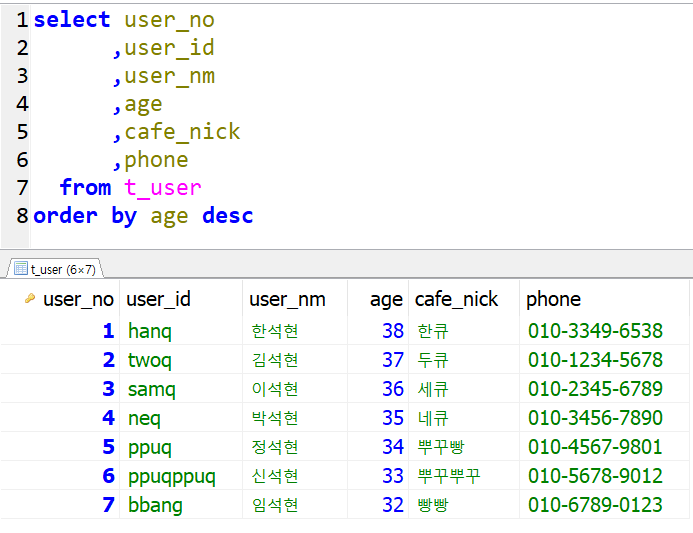 1 select user_no
2 ,user_id
3 ,user_nm
4 ,age
5 ,cafe_nick
6 ,phone
7 from t_user
8 order by age desc
t_user (6×7)
user_no user_id user_nm age cafe_nick phone
1 hanq 한석현 38 한큐 010-3349-6538
2 twoq 김석현 37 두큐 010-1234-5678
3 samq 이석현 36 세큐 010-2345-6789
4 neq 박석현 35 네큐 010-3456-7890
5 ppuq 정석현 34 뿌꾸빵 010-4567-9801
6 ppuqppuq 신석현 33 뿌꾸뿌꾸 010-5678-9012
7 bbang 임석현 32 빵빵 010-6789-0123